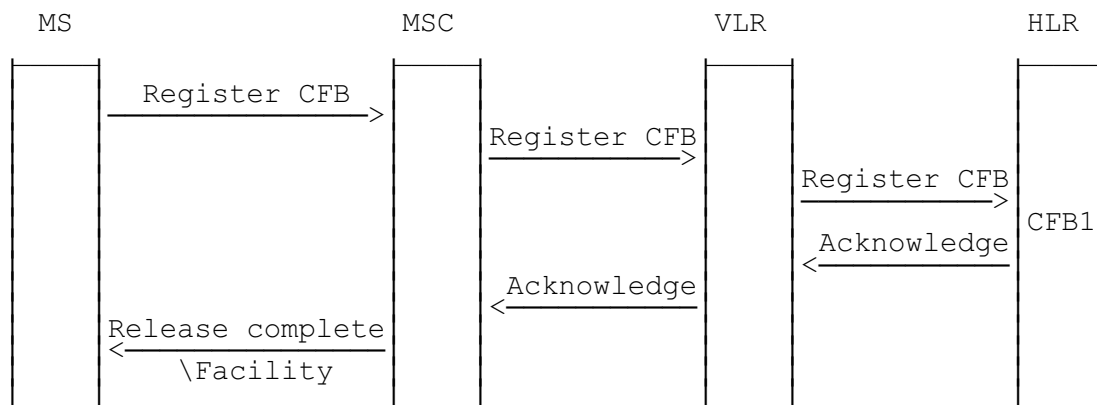 MS MSC VLR HLR
Register CFB
Register CFB
Register CFB
CFB1
Acknowledge
Acknowledge
Release complete
\Facility